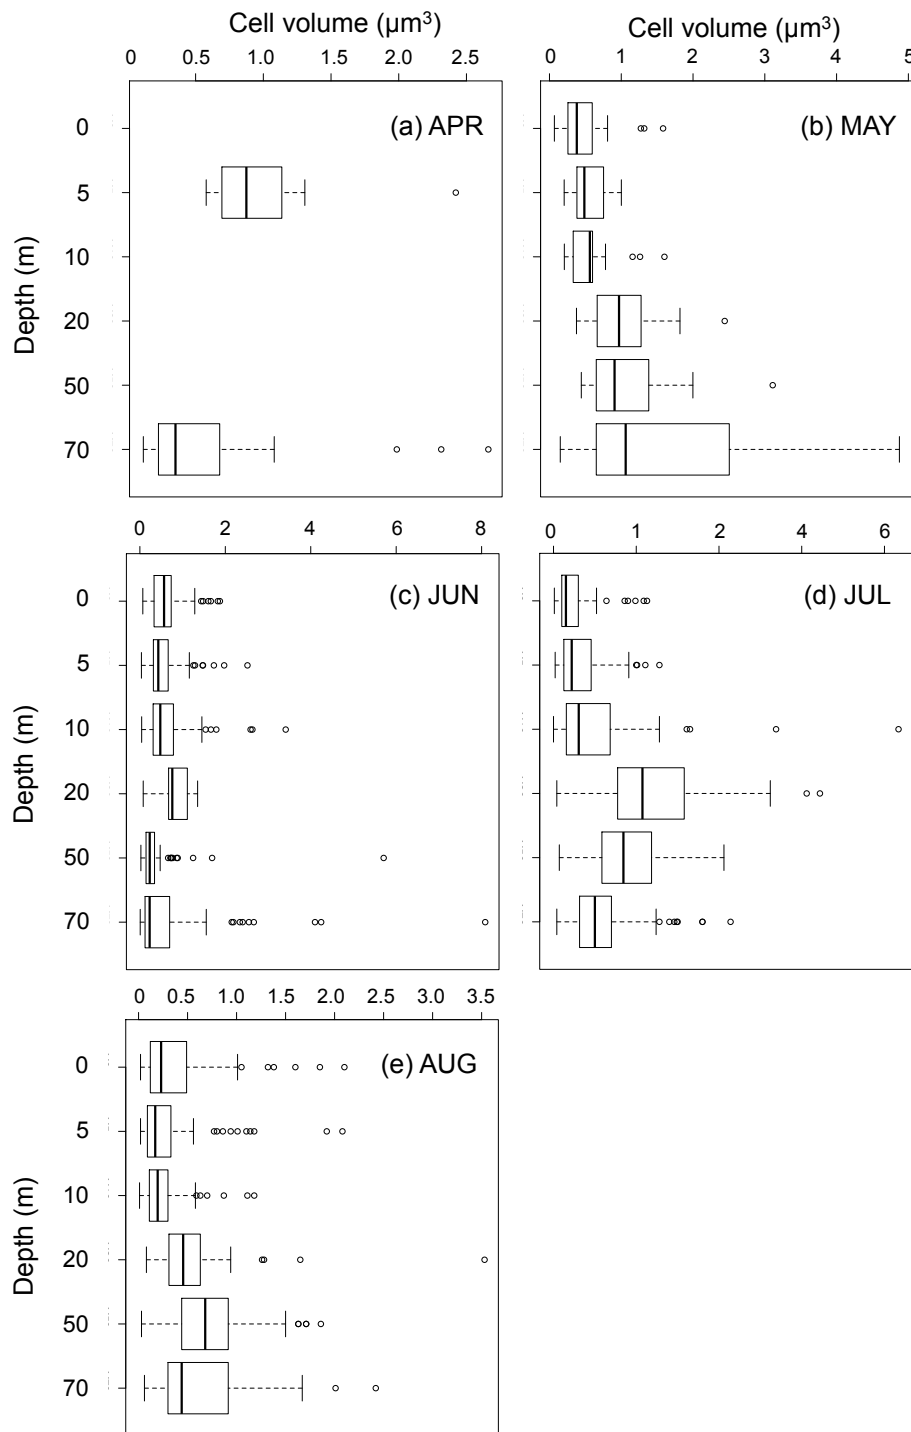 Cell volume (µm³)
Cell volume (µm³)
0 0.5 1.0 1.5 2.0 2.5
0 1 2 3 4 5
(a) APR
(b) MAY
Depth (m)
0
5
10
20
50
70
0 2 4 6 8
0 1 2 4 6
(c) JUN
(d) JUL
Depth (m)
0
5
10
20
50
70
0 0.5 1.0 1.5 2.0 2.5 3.0 3.5
(e) AUG
Depth (m)
0
5
10
20
50
70